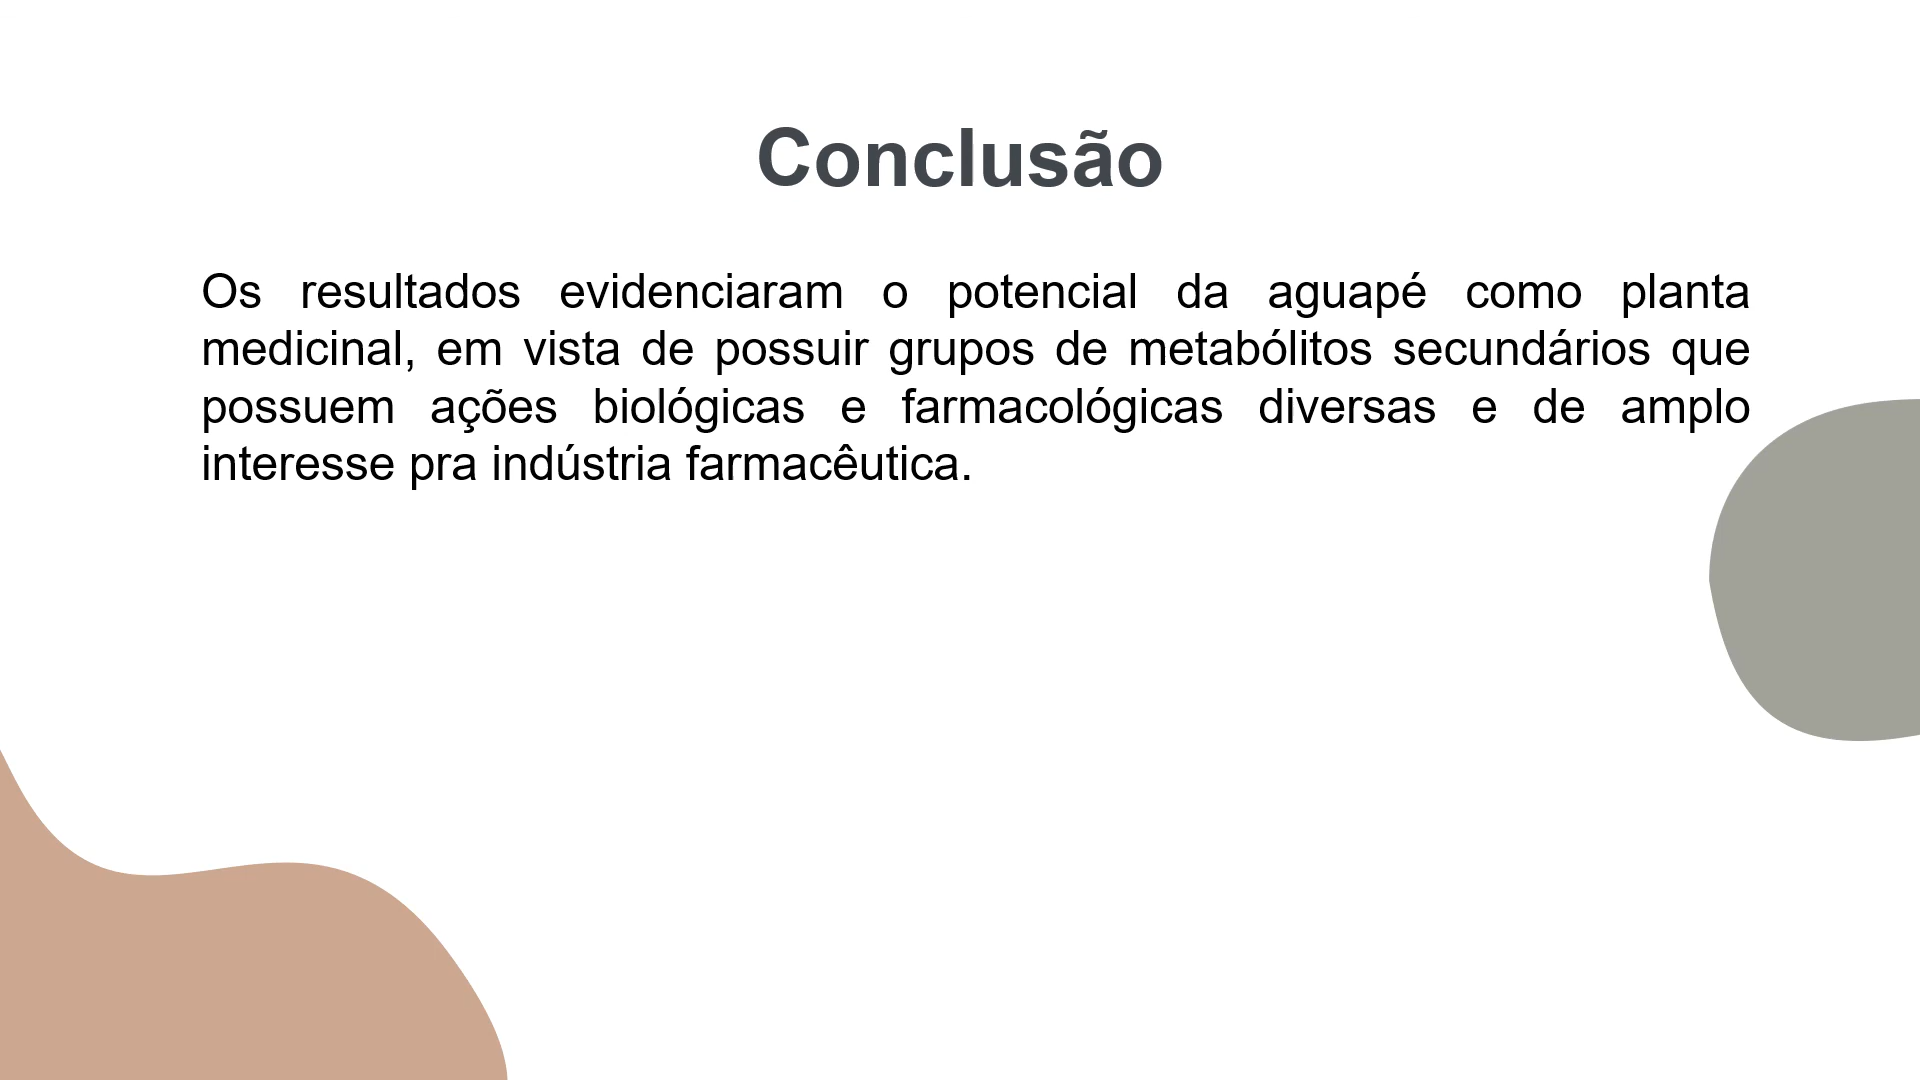 Conclusão
Os resultados evidenciaram o potencial da aguapé como planta
medicinal, em vista de possuir grupos de metabólitos secundários que
possuem ações biológicas e farmacológicas diversas e de amplo
interesse pra indústria farmacêutica.